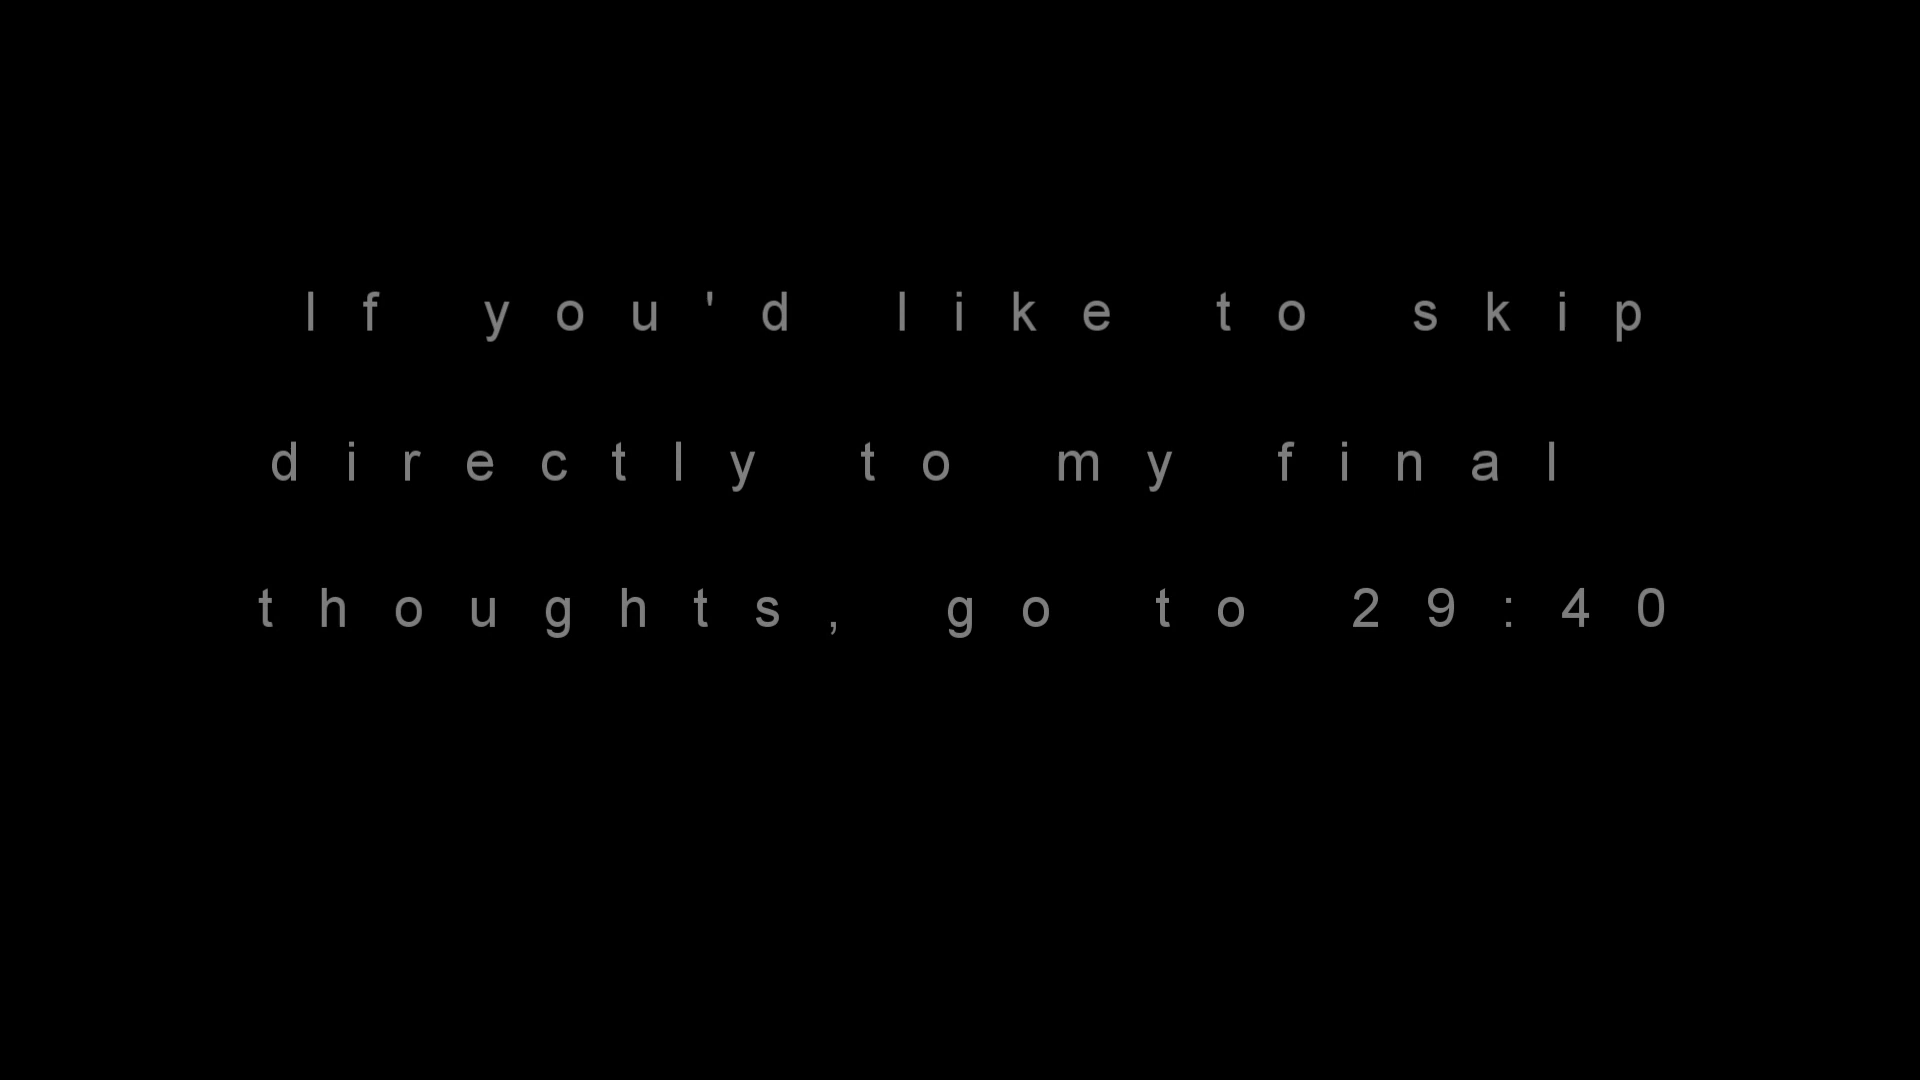 If you'd like to skip
directly to my final
thoughts, go to 29:40